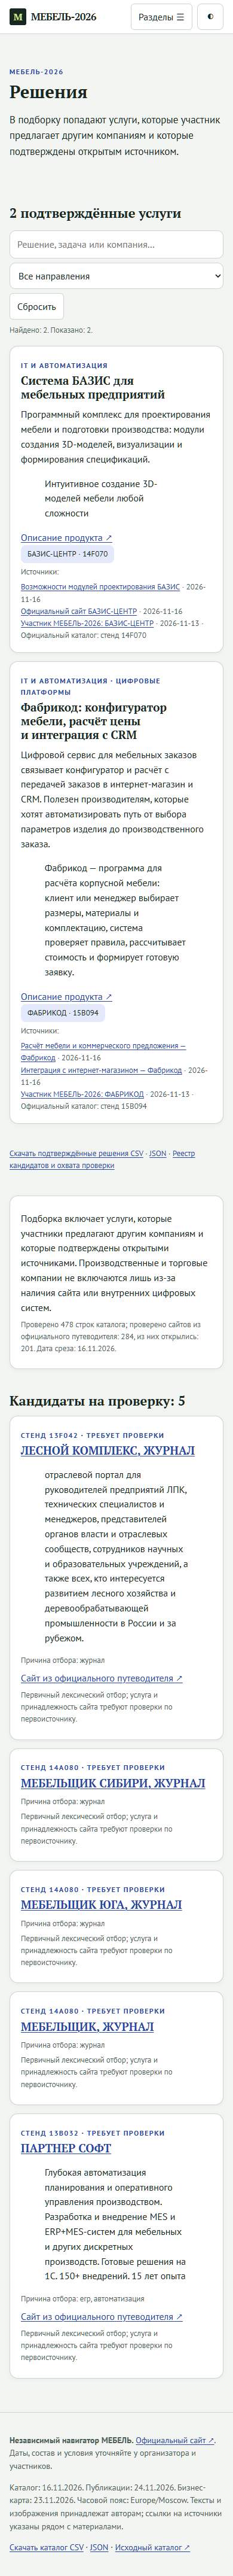 М МЕБЕЛЬ-2026
Разделы ☰
◐
МЕБЕЛЬ-2026
Решения
В подборку попадают услуги, которые участник
предлагает другим компаниям и которые
подтверждены открытым источником.
2 подтверждённые услуги
Решение, задача или компания…
Все направления
Сбросить
Найдено: 2. Показано: 2.
IT И АВТОМАТИЗАЦИЯ
Система БАЗИС для
мебельных предприятий
Программный комплекс для проектирования
мебели и подготовки производства: модули
создания 3D-моделей, визуализации и
формирования спецификаций.
Интуитивное создание 3D-
моделей мебели любой
сложности
Описание продукта ↗
БАЗИС-ЦЕНТР · 14F070
Источники:
Возможности модулей проектирования БАЗИС · 2026-
11-16
Официальный сайт БАЗИС-ЦЕНТР · 2026-11-16
Участник МЕБЕЛЬ-2026: БАЗИС-ЦЕНТР · 2026-11-13 ·
Официальный каталог: стенд 14F070
IT И АВТОМАТИЗАЦИЯ · ЦИФРОВЫЕ
ПЛАТФОРМЫ
Фабрикод: конфигуратор
мебели, расчёт цены
и интеграция с CRM
Цифровой сервис для мебельных заказов
связывает конфигуратор и расчёт с
передачей заказов в интернет-магазин и
CRM. Полезен производителям, которые
хотят автоматизировать путь от выбора
параметров изделия до производственного
заказа.
Фабрикод — программа для
расчёта корпусной мебели:
клиент или менеджер выбирает
размеры, материалы и
комплектацию, система
проверяет правила, рассчитывает
стоимость и формирует готовую
заявку.
Описание продукта ↗
ФАБРИКОД · 15B094
Источники:
Расчёт мебели и коммерческого предложения —
Фабрикод · 2026-11-16
Интеграция с интернет-магазином — Фабрикод · 2026-
11-16
Участник МЕБЕЛЬ-2026: ФАБРИКОД · 2026-11-13 ·
Официальный каталог: стенд 15B094
Скачать подтверждённые решения CSV · JSON · Реестр
кандидатов и охвата проверки
Подборка включает услуги, которые
участники предлагают другим компаниям и
которые подтверждены открытыми
источниками. Производственные и торговые
компании не включаются лишь из-за
наличия сайта или внутренних цифровых
систем.
Проверено 478 строк каталога; проверено сайтов из
официального путеводителя: 284, из них открылись:
201. Дата среза: 16.11.2026.
Кандидаты на проверку: 5
СТЕНД 13F042 · ТРЕБУЕТ ПРОВЕРКИ
ЛЕСНОЙ КОМПЛЕКС, ЖУРНАЛ
отраслевой портал для
руководителей предприятий ЛПК,
технических специалистов и
менеджеров, представителей
органов власти и отраслевых
сообществ, сотрудников научных
и образовательных учреждений, а
также всех, кто интересуется
развитием лесного хозяйства и
деревообрабатывающей
промышленности в России и за
рубежом.
Причина отбора: журнал
Сайт из официального путеводителя ↗
Первичный лексический отбор; услуга и
принадлежность сайта требуют проверки по
первоисточнику.
СТЕНД 14A080 · ТРЕБУЕТ ПРОВЕРКИ
МЕБЕЛЬЩИК СИБИРИ, ЖУРНАЛ
Причина отбора: журнал
Первичный лексический отбор; услуга и
принадлежность сайта требуют проверки по
первоисточнику.
СТЕНД 14A080 · ТРЕБУЕТ ПРОВЕРКИ
МЕБЕЛЬЩИК ЮГА, ЖУРНАЛ
Причина отбора: журнал
Первичный лексический отбор; услуга и
принадлежность сайта требуют проверки по
первоисточнику.
СТЕНД 14A080 · ТРЕБУЕТ ПРОВЕРКИ
МЕБЕЛЬЩИК, ЖУРНАЛ
Причина отбора: журнал
Первичный лексический отбор; услуга и
принадлежность сайта требуют проверки по
первоисточнику.
СТЕНД 13B032 · ТРЕБУЕТ ПРОВЕРКИ
ПАРТНЕР СОФТ
Глубокая автоматизация
планирования и оперативного
управления производством.
Разработка и внедрение MES и
ERP+MES-систем для мебельных
и других дискретных
производств. Готовые решения на
1С. 150+ внедрений. 15 лет опыта
Причина отбора: erp, автоматизация
Сайт из официального путеводителя ↗
Первичный лексический отбор; услуга и
принадлежность сайта требуют проверки по
первоисточнику.
Независимый навигатор МЕБЕЛЬ. Официальный сайт ↗.
Даты, состав и условия уточняйте у организатора и
участников.
Каталог: 16.11.2026. Публикации: 24.11.2026. Бизнес-
карта: 23.11.2026. Часовой пояс: Europe/Moscow. Тексты и
изображения принадлежат авторам; ссылки на источники
указаны рядом с материалами.
Скачать каталог CSV · JSON · Исходный каталог ↗